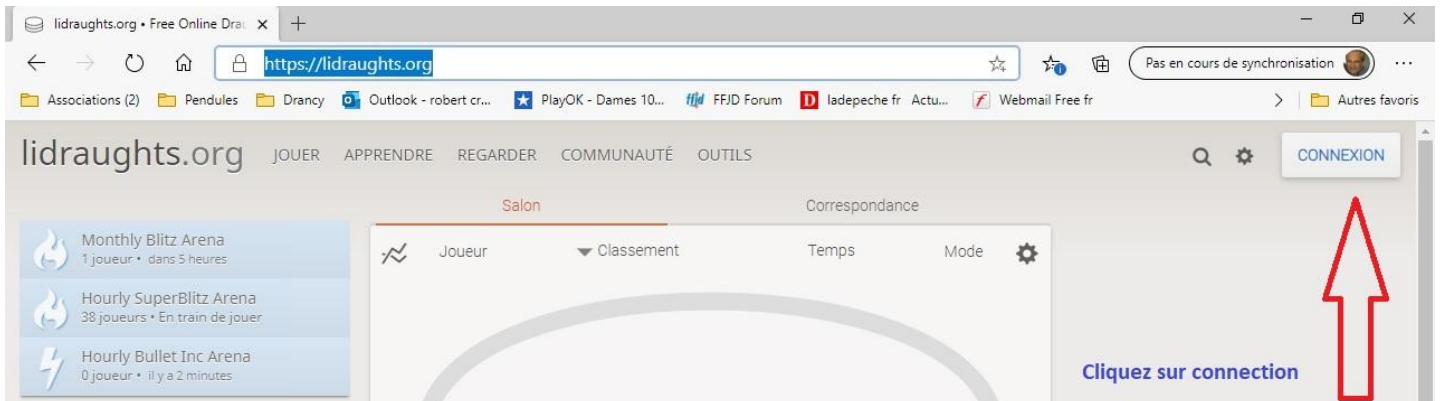 lidraughts.org • Free Online Drau
https://lidraughts.org
Pas en cours de synchronisation
Associations (2) Pendules Drancy Outlook - robert cr... PlayOK - Dames 10... ffjd FFJD Forum D ladepeche fr Actu... f Webmail Free fr Autres favoris
lidraughts.org JOUER APPRENDRE REGARDER COMMUNAUTÉ OUTILS CONNEXION
Salon Correspondance
Monthly Blitz Arena
1 joueur • dans 5 heures
Joueur Classement Temps Mode
Hourly SuperBlitz Arena
38 joueurs • En train de jouer
Hourly Bullet Inc Arena
0 joueur • il y a 2 minutes
Cliquez sur connection